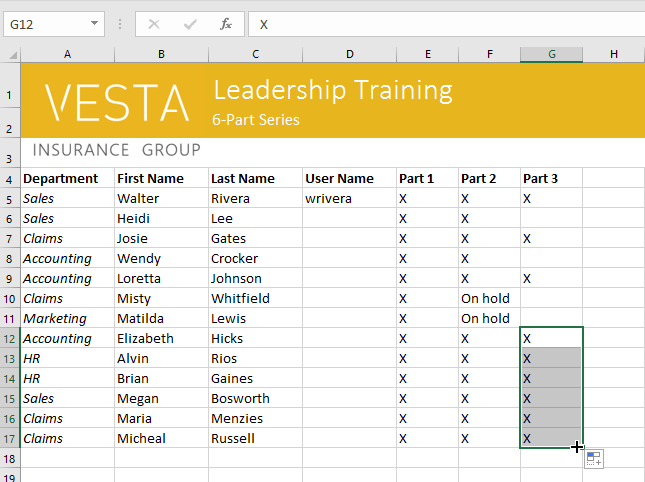 G12 fx X
A B C D E F G H
1 VESTA Leadership Training
2 6-Part Series
3 INSURANCE GROUP
4 Department First Name Last Name User Name Part 1 Part 2 Part 3
5 Sales Walter Rivera wrivera X X X
6 Sales Heidi Lee X X
7 Claims Josie Gates X X X
8 Accounting Wendy Crocker X X
9 Accounting Loretta Johnson X X X
10 Claims Misty Whitfield X On hold
11 Marketing Matilda Lewis X On hold
12 Accounting Elizabeth Hicks X X X
13 HR Alvin Rios X X X
14 HR Brian Gaines X X X
15 Sales Megan Bosworth X X X
16 Claims Maria Menzies X X X
17 Claims Micheal Russell X X X
18
19